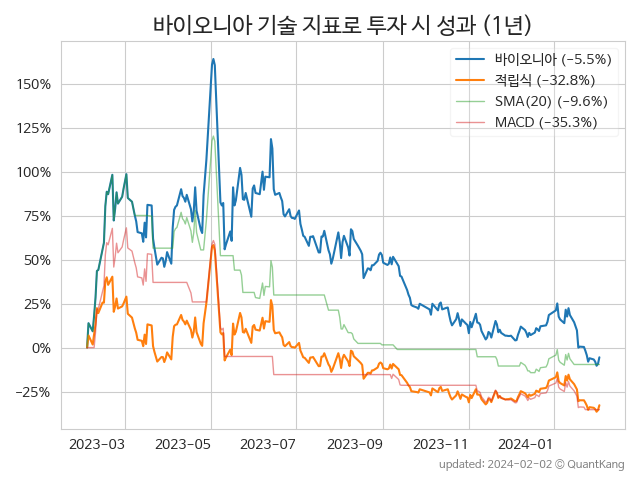 바이오니아 기술 지표로 투자 시 성과 (1년)
바이오니아 (−5.5%)
적립식 (−32.8%)
SMA(20) (−9.6%)
MACD (−35.3%)
150%
125%
100%
75%
50%
25%
0%
−25%
2023-03 2023-05 2023-07 2023-09 2023-11 2024-01
updated: 2024-02-02 © QuantKang